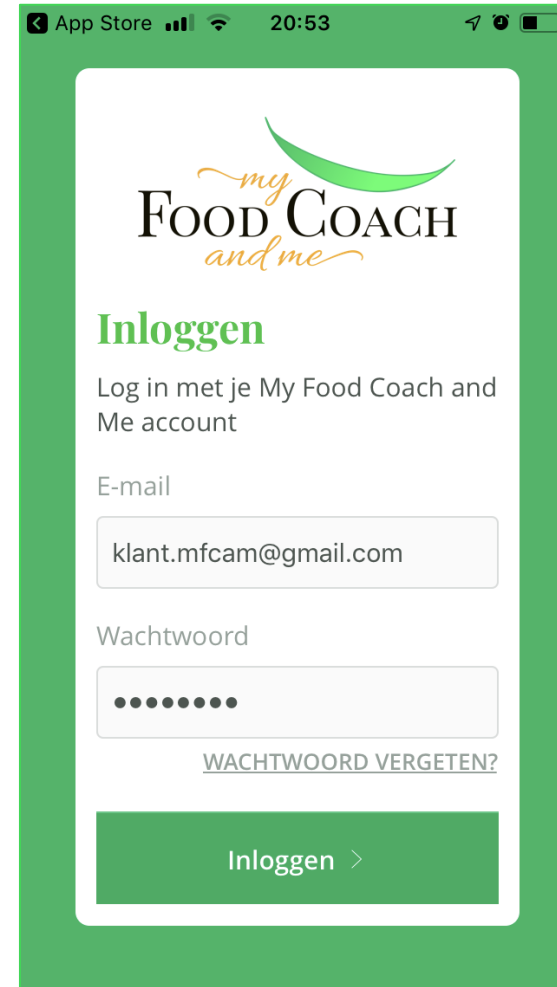 App Store 20:53
my
FOOD COACH
and me
Inloggen
Log in met je My Food Coach and
Me account
E-mail
klant.mfcam@gmail.com
Wachtwoord
••••••••
WACHTWOORD VERGETEN?
Inloggen >